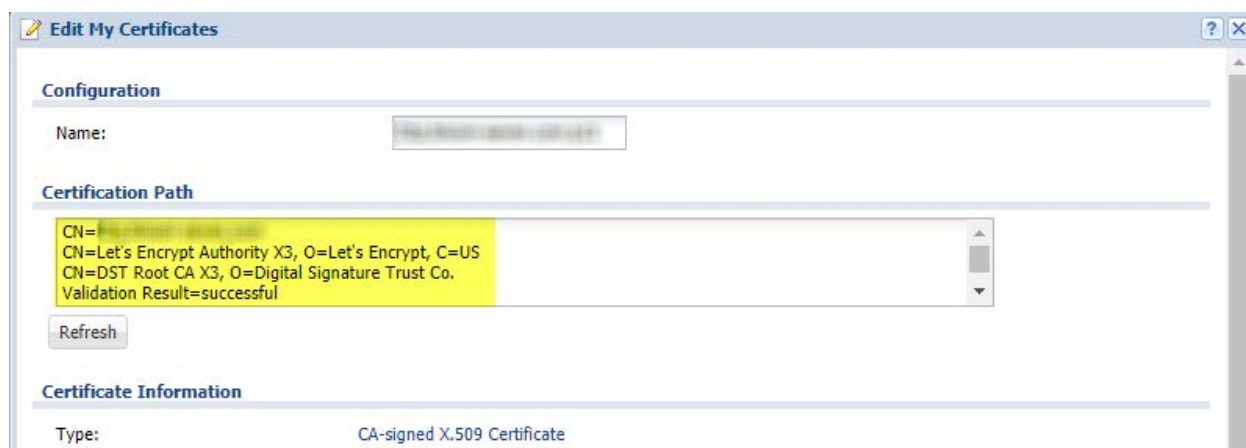 Edit My Certificates
Configuration
Name:
Certification Path
CN=
CN=Let's Encrypt Authority X3, O=Let's Encrypt, C=US
CN=DST Root CA X3, O=Digital Signature Trust Co.
Validation Result=successful
Refresh
Certificate Information
Type: CA-signed X.509 Certificate